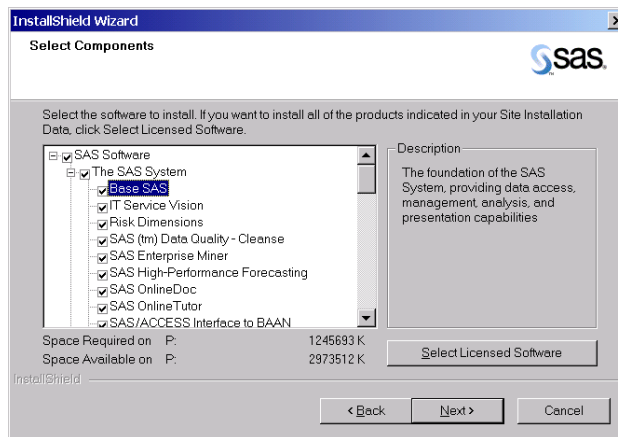 InstallShield Wizard
Select Components
sas.
Select the software to install. If you want to install all of the products indicated in your Site Installation
Data, click Select Licensed Software.
SAS Software
The SAS System
Base SAS
IT Service Vision
Risk Dimensions
SAS (tm) Data Quality - Cleanse
SAS Enterprise Miner
SAS High-Performance Forecasting
SAS OnlineDoc
SAS OnlineTutor
SAS/ACCESS Interface to BAAN
Description
The foundation of the SAS
System, providing data access,
management, analysis, and
presentation capabilities
Space Required on P: 1245693 K
Space Available on P: 2973512 K
Select Licensed Software
InstallShield
< Back Next > Cancel